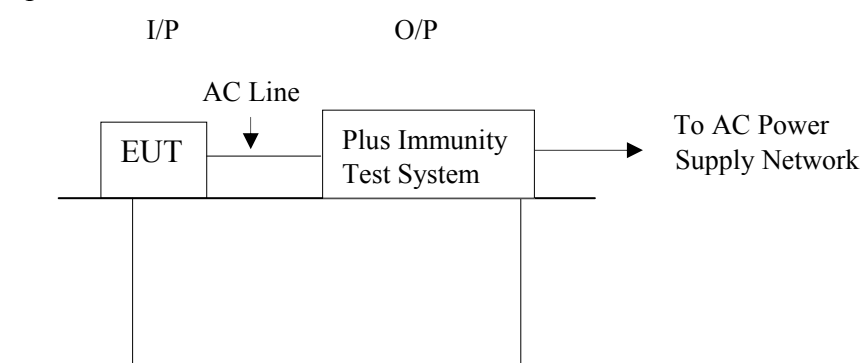 I/P O/P
AC Line
EUT
Plus Immunity
Test System
To AC Power
Supply Network